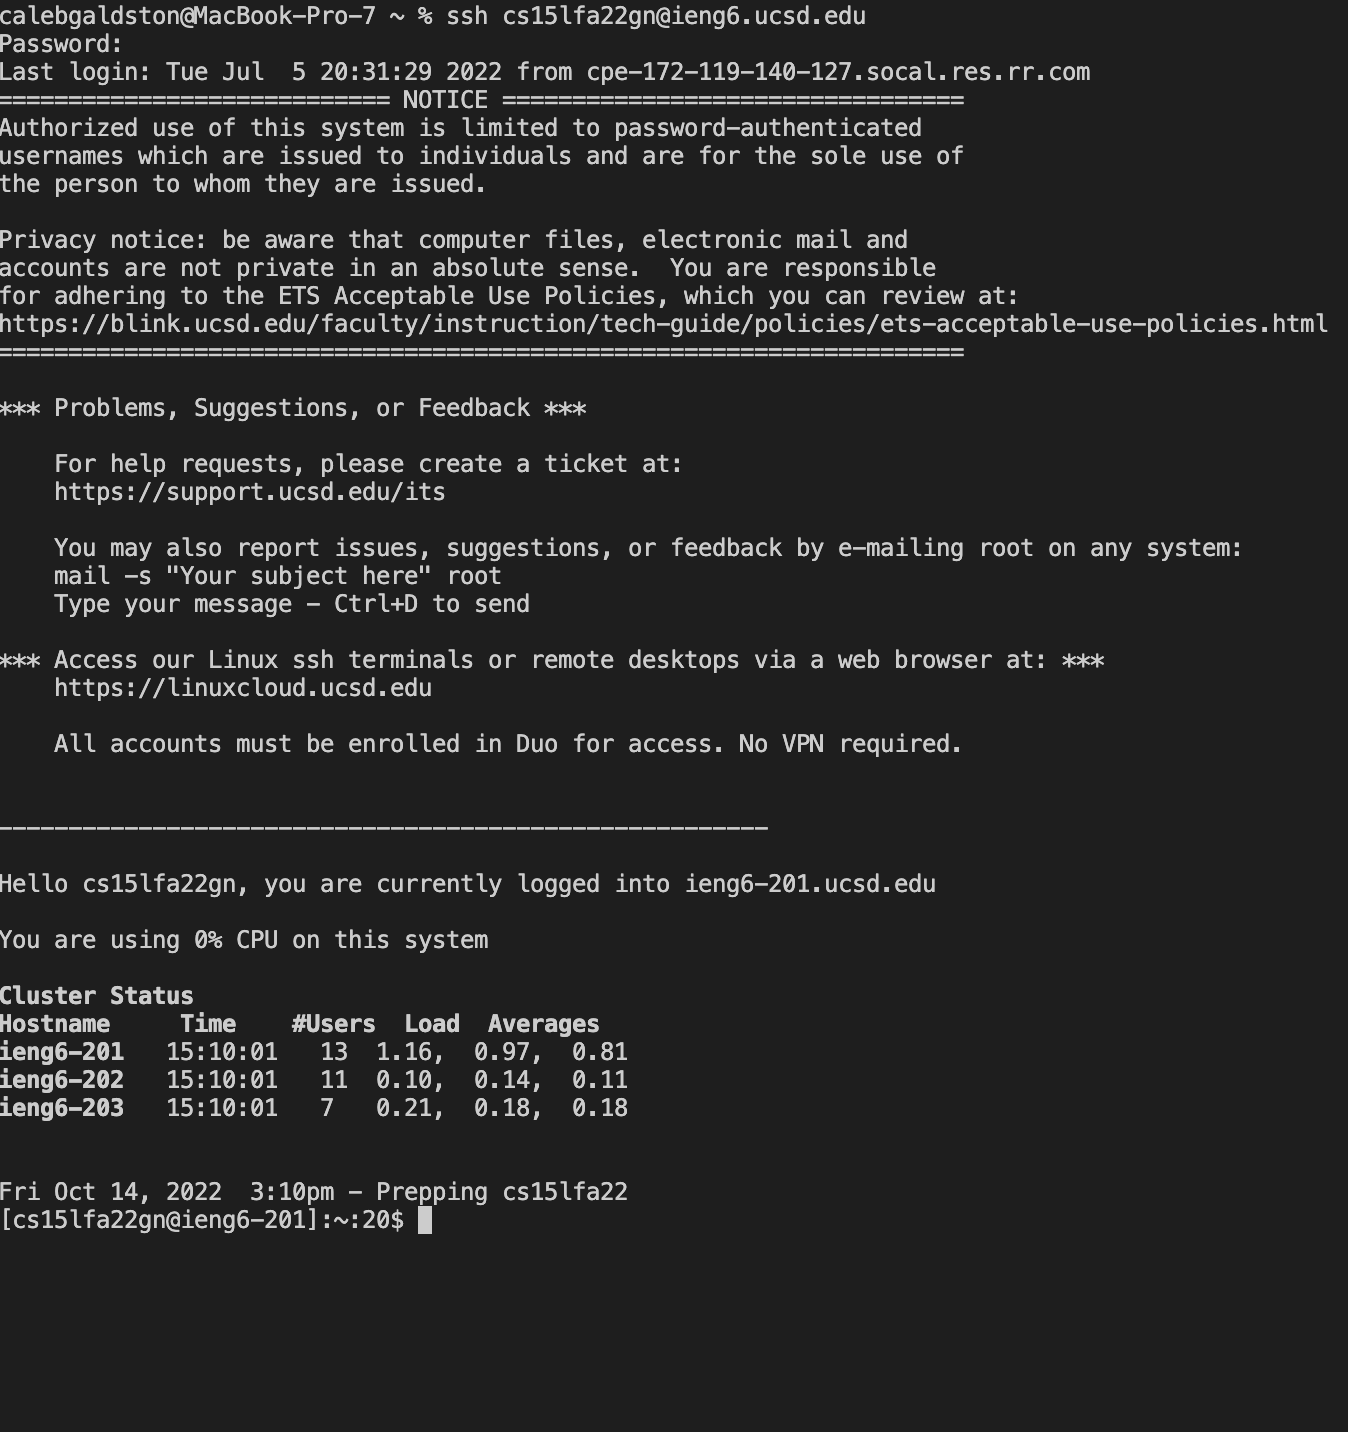 calebgaldston@MacBook-Pro-7 ~ % ssh cs15lfa22gn@ieng6.ucsd.edu
Password:
Last login: Tue Jul  5 20:31:29 2022 from cpe-172-119-140-127.socal.res.rr.com
============================ NOTICE =================================
Authorized use of this system is limited to password-authenticated
usernames which are issued to individuals and are for the sole use of
the person to whom they are issued.

Privacy notice: be aware that computer files, electronic mail and
accounts are not private in an absolute sense.  You are responsible
for adhering to the ETS Acceptable Use Policies, which you can review at:
https://blink.ucsd.edu/faculty/instruction/tech-guide/policies/ets-acceptable-use-policies.html
=====================================================================

*** Problems, Suggestions, or Feedback ***

    For help requests, please create a ticket at:
    https://support.ucsd.edu/its

    You may also report issues, suggestions, or feedback by e-mailing root on any system:
    mail -s "Your subject here" root
    Type your message - Ctrl+D to send

*** Access our Linux ssh terminals or remote desktops via a web browser at: ***
    https://linuxcloud.ucsd.edu

    All accounts must be enrolled in Duo for access. No VPN required.


-------------------------------------------------------

Hello cs15lfa22gn, you are currently logged into ieng6-201.ucsd.edu

You are using 0% CPU on this system

Cluster Status
Hostname     Time    #Users  Load  Averages
ieng6-201   15:10:01   13  1.16,  0.97,  0.81
ieng6-202   15:10:01   11  0.10,  0.14,  0.11
ieng6-203   15:10:01   7   0.21,  0.18,  0.18


Fri Oct 14, 2022  3:10pm - Prepping cs15lfa22
[cs15lfa22gn@ieng6-201]:~:20$